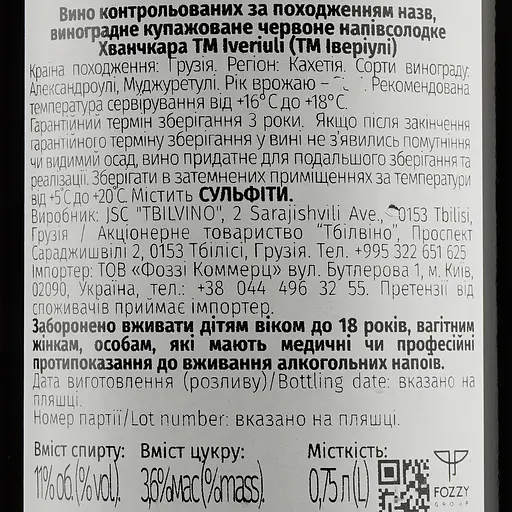 Вино контрольованих за походженням назв,
виноградне купажоване червоне напівсолодке
Хванчкара ТМ Iveriuli (ТМ Іверіулі)
Країна походження: Грузія. Регіон: Кахетія. Сорти винограду:
Александроулі, Муджуретулі. Рік врожаю – . Рекомендована
температура сервірування від +16°С до +18°С.
Гарантійний термін зберігання 3 роки. Якщо після закінчення
гарантійного терміну зберігання у вині не з'явились помутніння
чи видимий осад, вино придатне для подальшого зберігання та
реалізації. Зберігати в затемнених приміщеннях за температури
від +5°С до +20°С. Містить СУЛЬФІТИ.
Виробник: JSC "TBILVINO", 2 Sarajishvili Ave., 0153 Tbilisi,
Грузія / Акціонерне товариство "Тбілвіно", Проспект
Сараджишвілі 2, 0153 Тбілісі, Грузія. Тел. +995 322 651 625
Імпортер: ТОВ «Фоззі Коммерц» вул. Бутлерова 1, м. Київ,
02090, Україна, тел.: +38 044 496 32 55. Претензії від
споживачів приймає імпортер.
Заборонено вживати дітям віком до 18 років, вагітним
жінкам, особам, які мають медичні чи професійні
протипоказання до вживання алкогольних напоїв.
Дата виготовлення (розливу)/Bottling date: вказано на
пляшці.
Номер партії/Lot number: вказано на пляшці.
Вміст спирту: Вміст цукру: Місткість:
11% об.(% vol.). 3,6% мас(% mass). 0,75 л (L)
FOZZY
GROUP